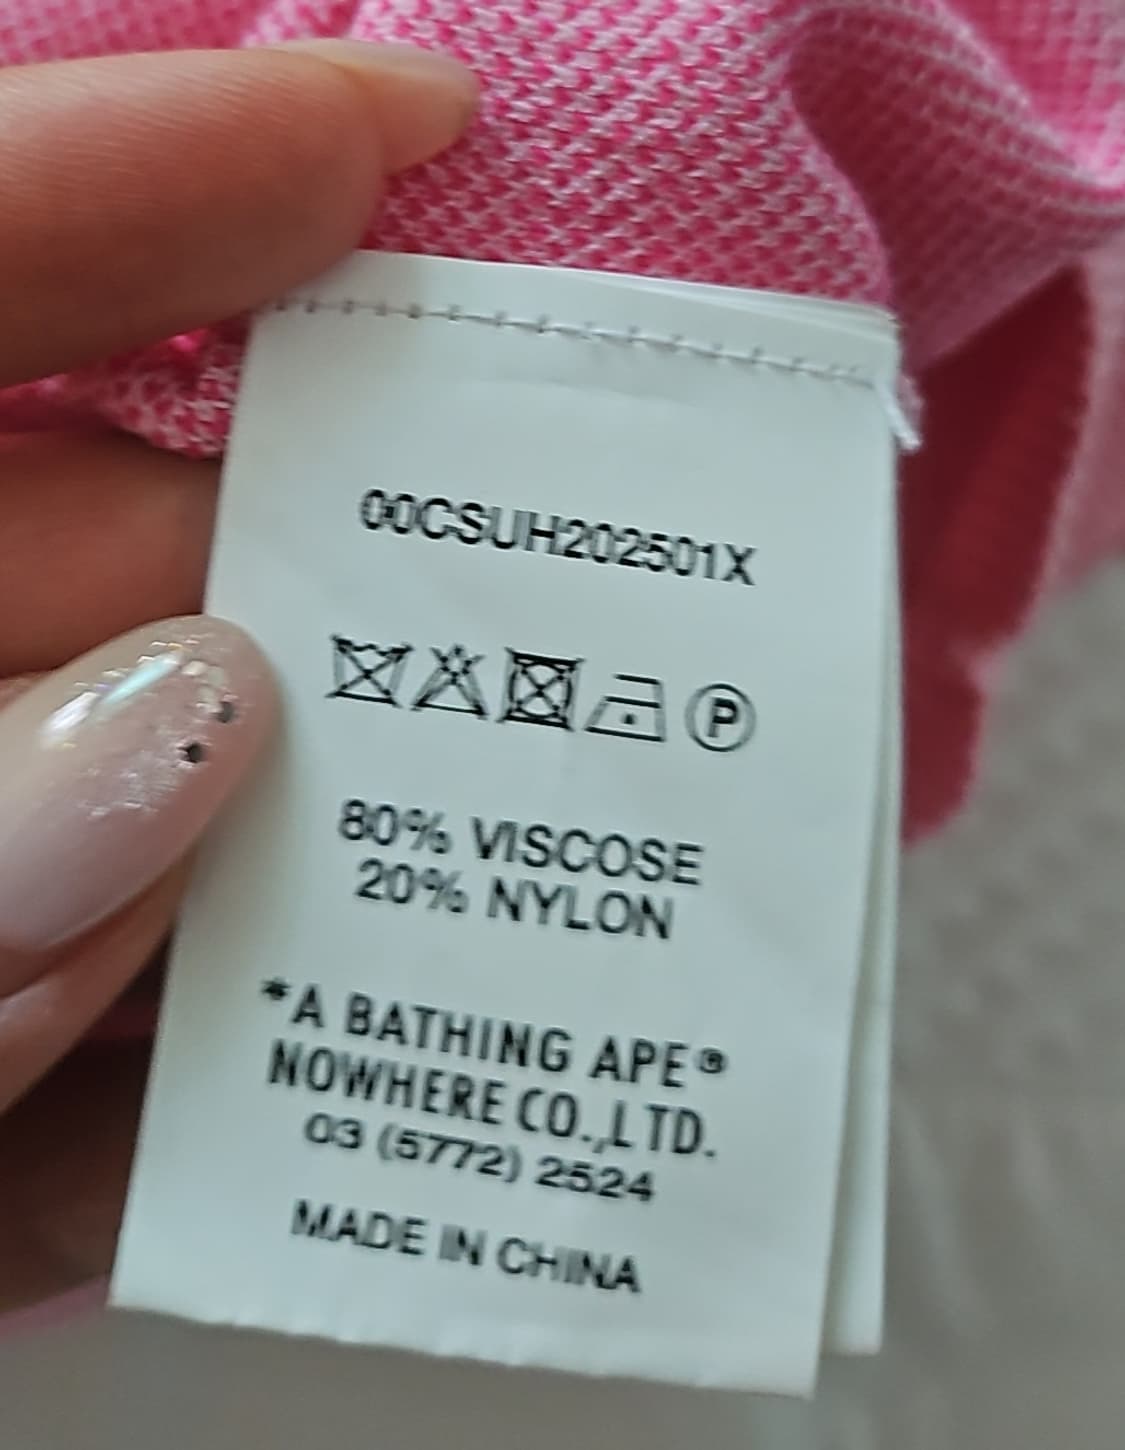 00CSUH202501X
P
80% VISCOSE
20% NYLON
*A BATHING APE®
NOWHERE CO.,LTD.
03 (5772) 2524
MADE IN CHINA